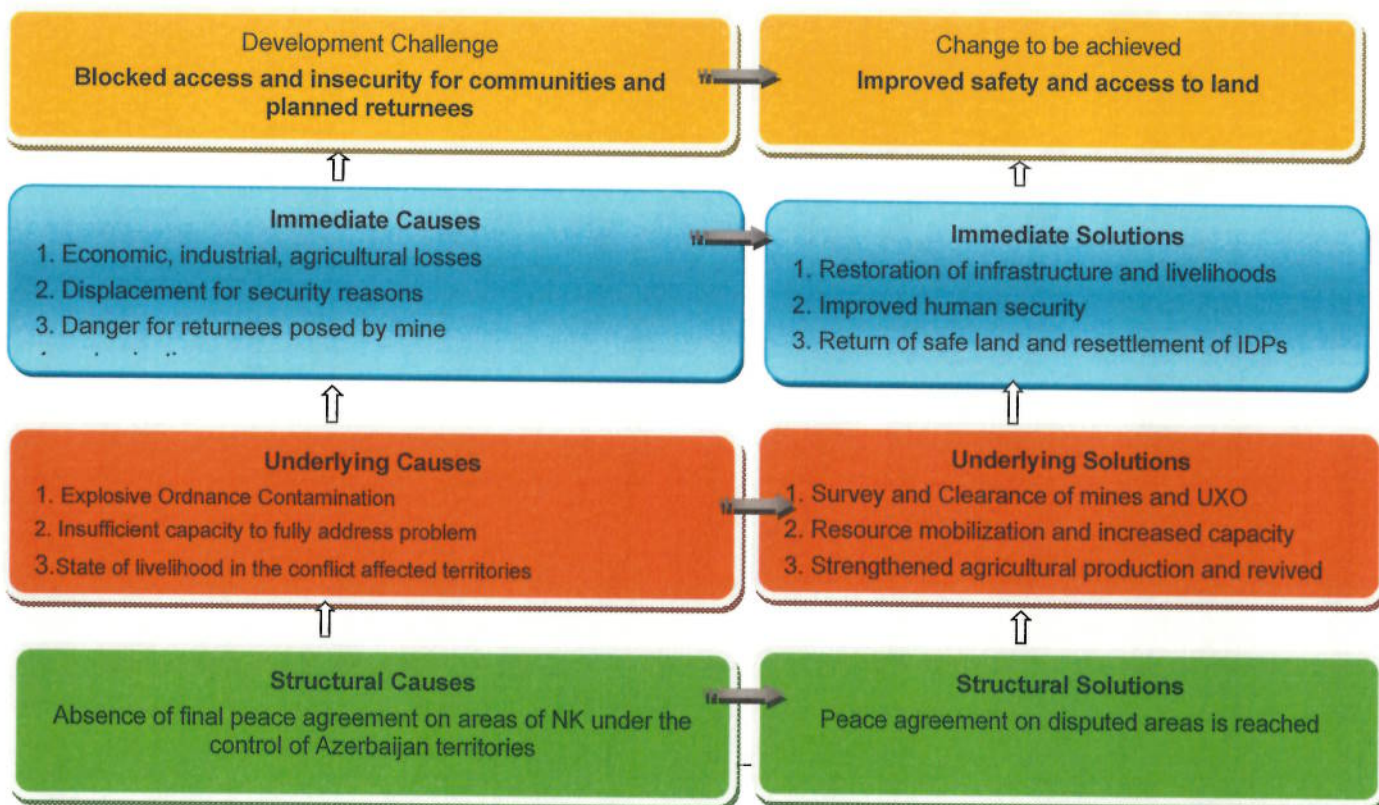 Development Challenge
Blocked access and insecurity for communities and
planned returnees
Change to be achieved
Improved safety and access to land
Immediate Causes
1. Economic, industrial, agricultural losses
2. Displacement for security reasons
3. Danger for returnees posed by mine
Immediate Solutions
1. Restoration of infrastructure and livelihoods
2. Improved human security
3. Return of safe land and resettlement of IDPs
Underlying Causes
1. Explosive Ordnance Contamination
2. Insufficient capacity to fully address problem
3.State of livelihood in the conflict affected territories
Underlying Solutions
1. Survey and Clearance of mines and UXO
2. Resource mobilization and increased capacity
3. Strengthened agricultural production and revived
Structural Causes
Absence of final peace agreement on areas of NK under the
control of Azerbaijan territories
Structural Solutions
Peace agreement on disputed areas is reached